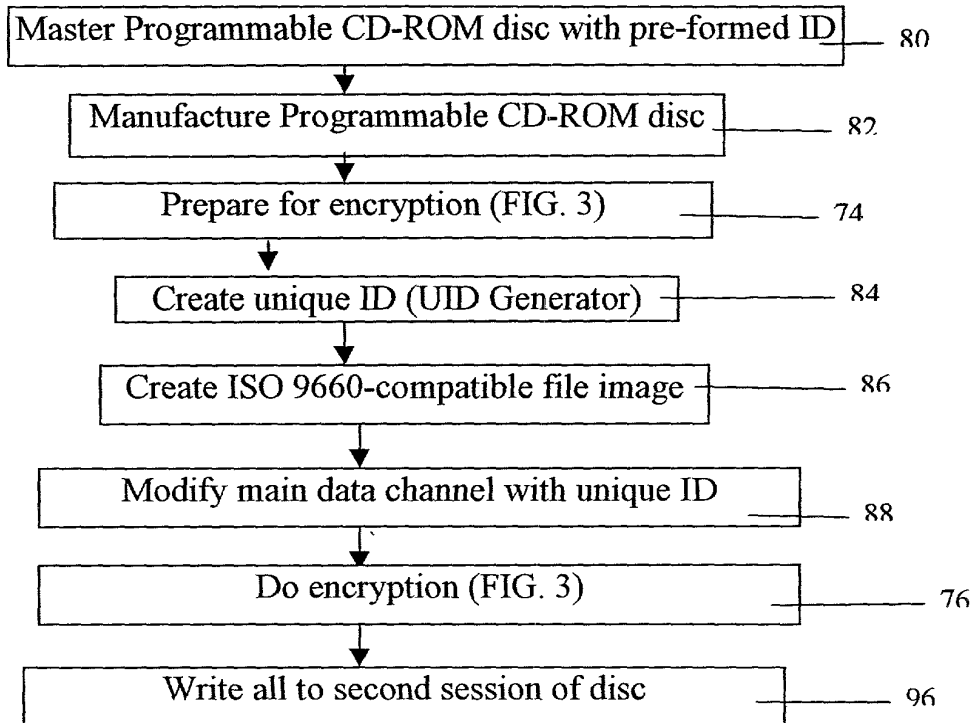 Master Programmable CD-ROM disc with pre-formed ID 80
Manufacture Programmable CD-ROM disc 82
Prepare for encryption (FIG. 3) 74
Create unique ID (UID Generator) 84
Create ISO 9660-compatible file image 86
Modify main data channel with unique ID 88
Do encryption (FIG. 3) 76
Write all to second session of disc 96